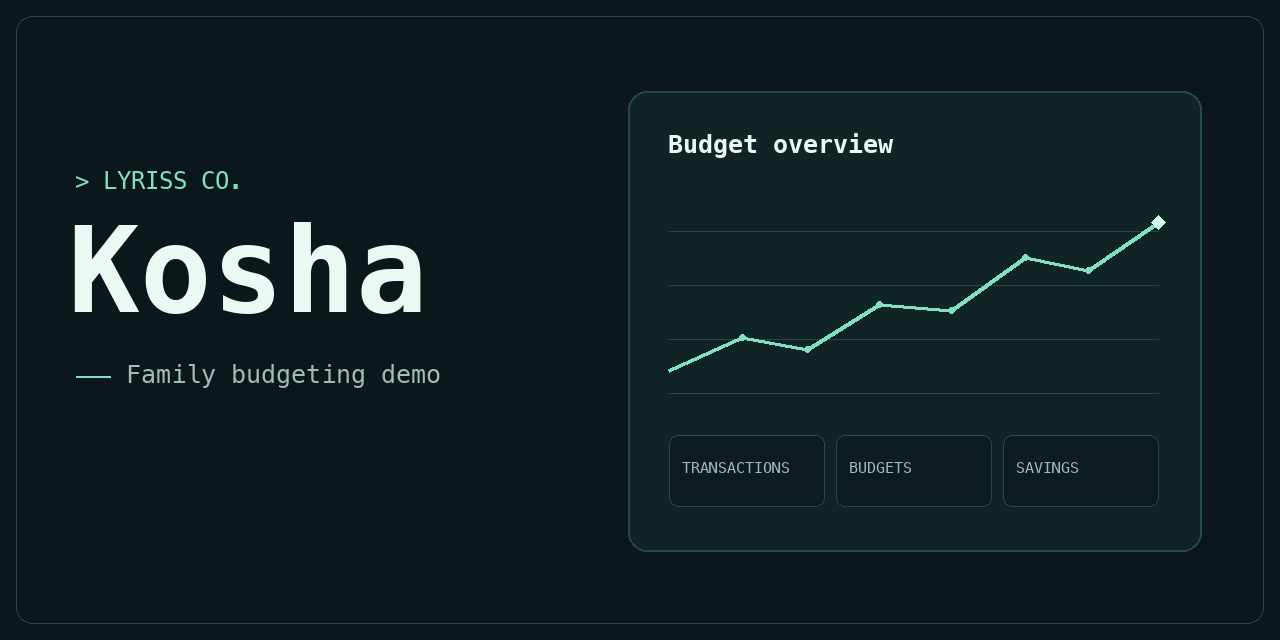 > LYRISS CO.
Kosha
Family budgeting demo
Budget overview
TRANSACTIONS
BUDGETS
SAVINGS